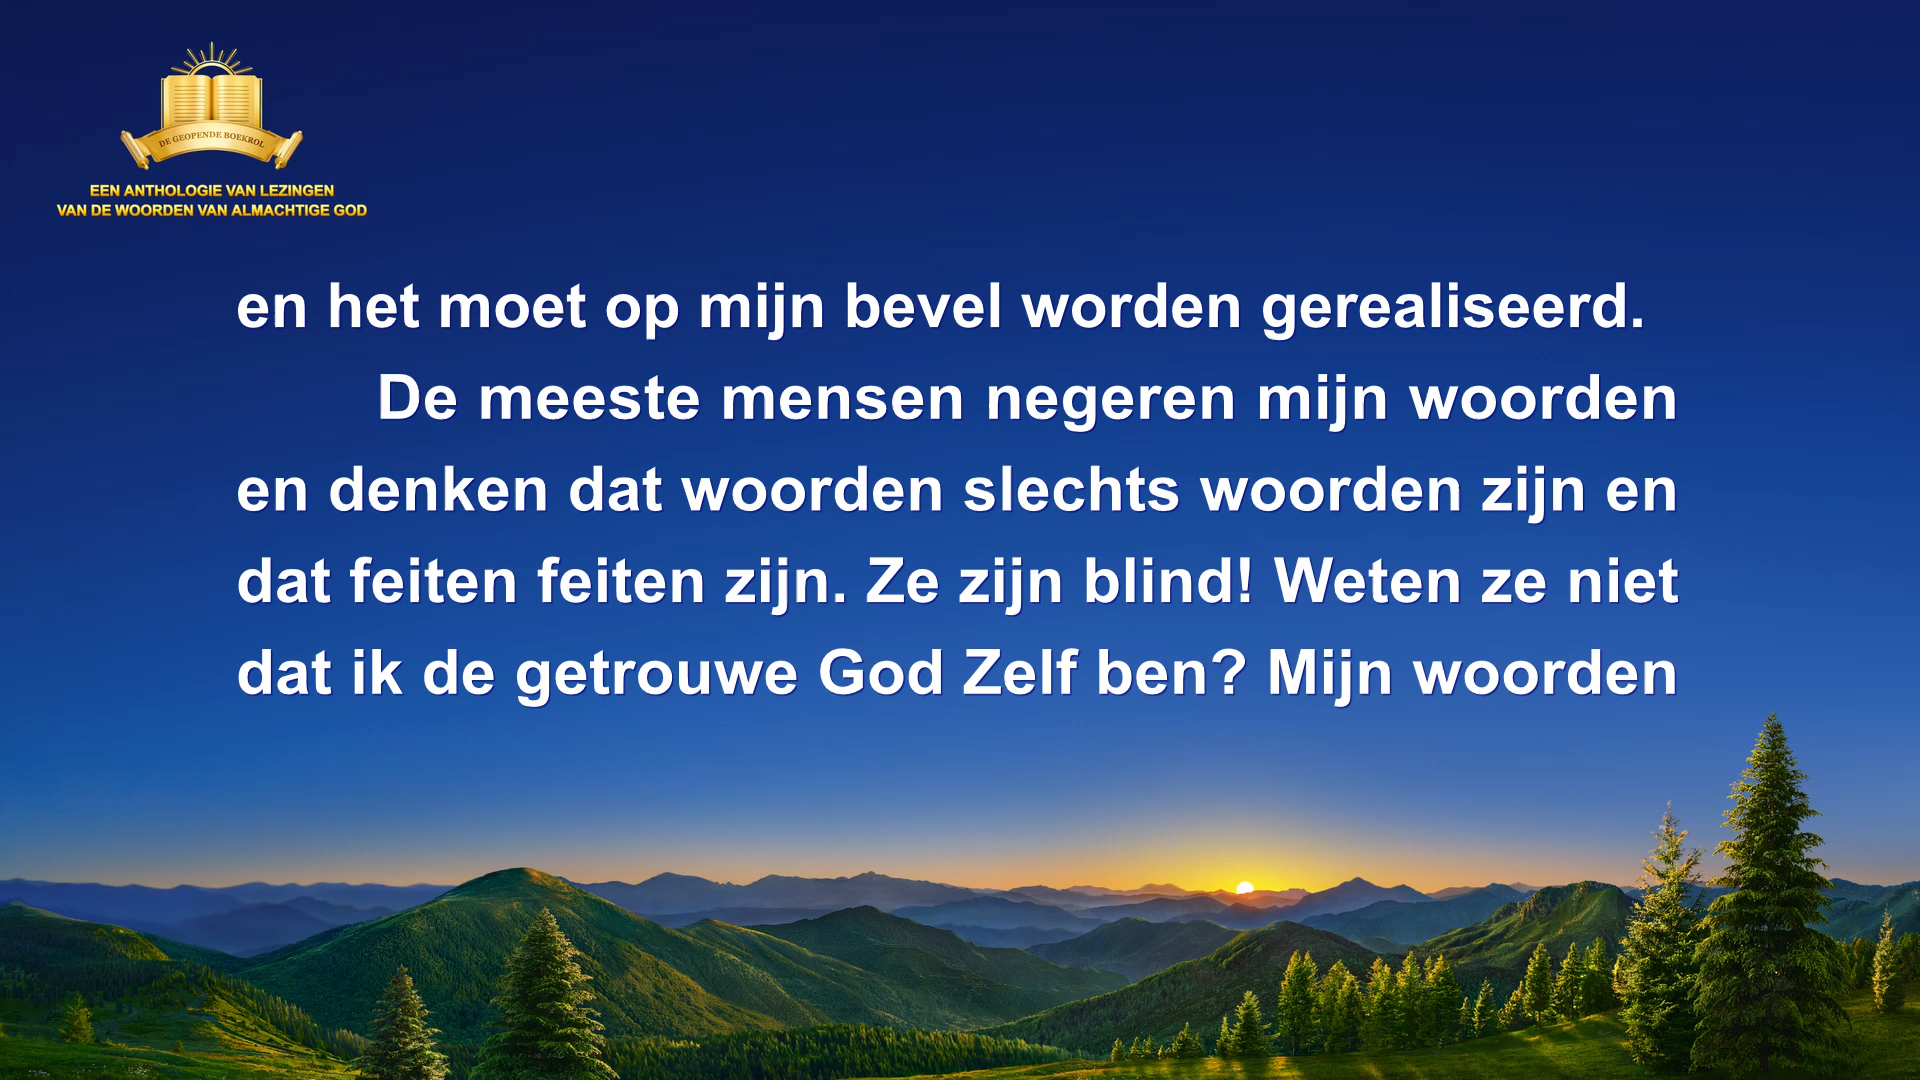 DE GEOPENDE BOEKROL
EEN ANTHOLOGIE VAN LEZINGEN
VAN DE WOORDEN VAN ALMACHTIGE GOD
en het moet op mijn bevel worden gerealiseerd.
De meeste mensen negeren mijn woorden
en denken dat woorden slechts woorden zijn en
dat feiten feiten zijn. Ze zijn blind! Weten ze niet
dat ik de getrouwe God Zelf ben? Mijn woorden